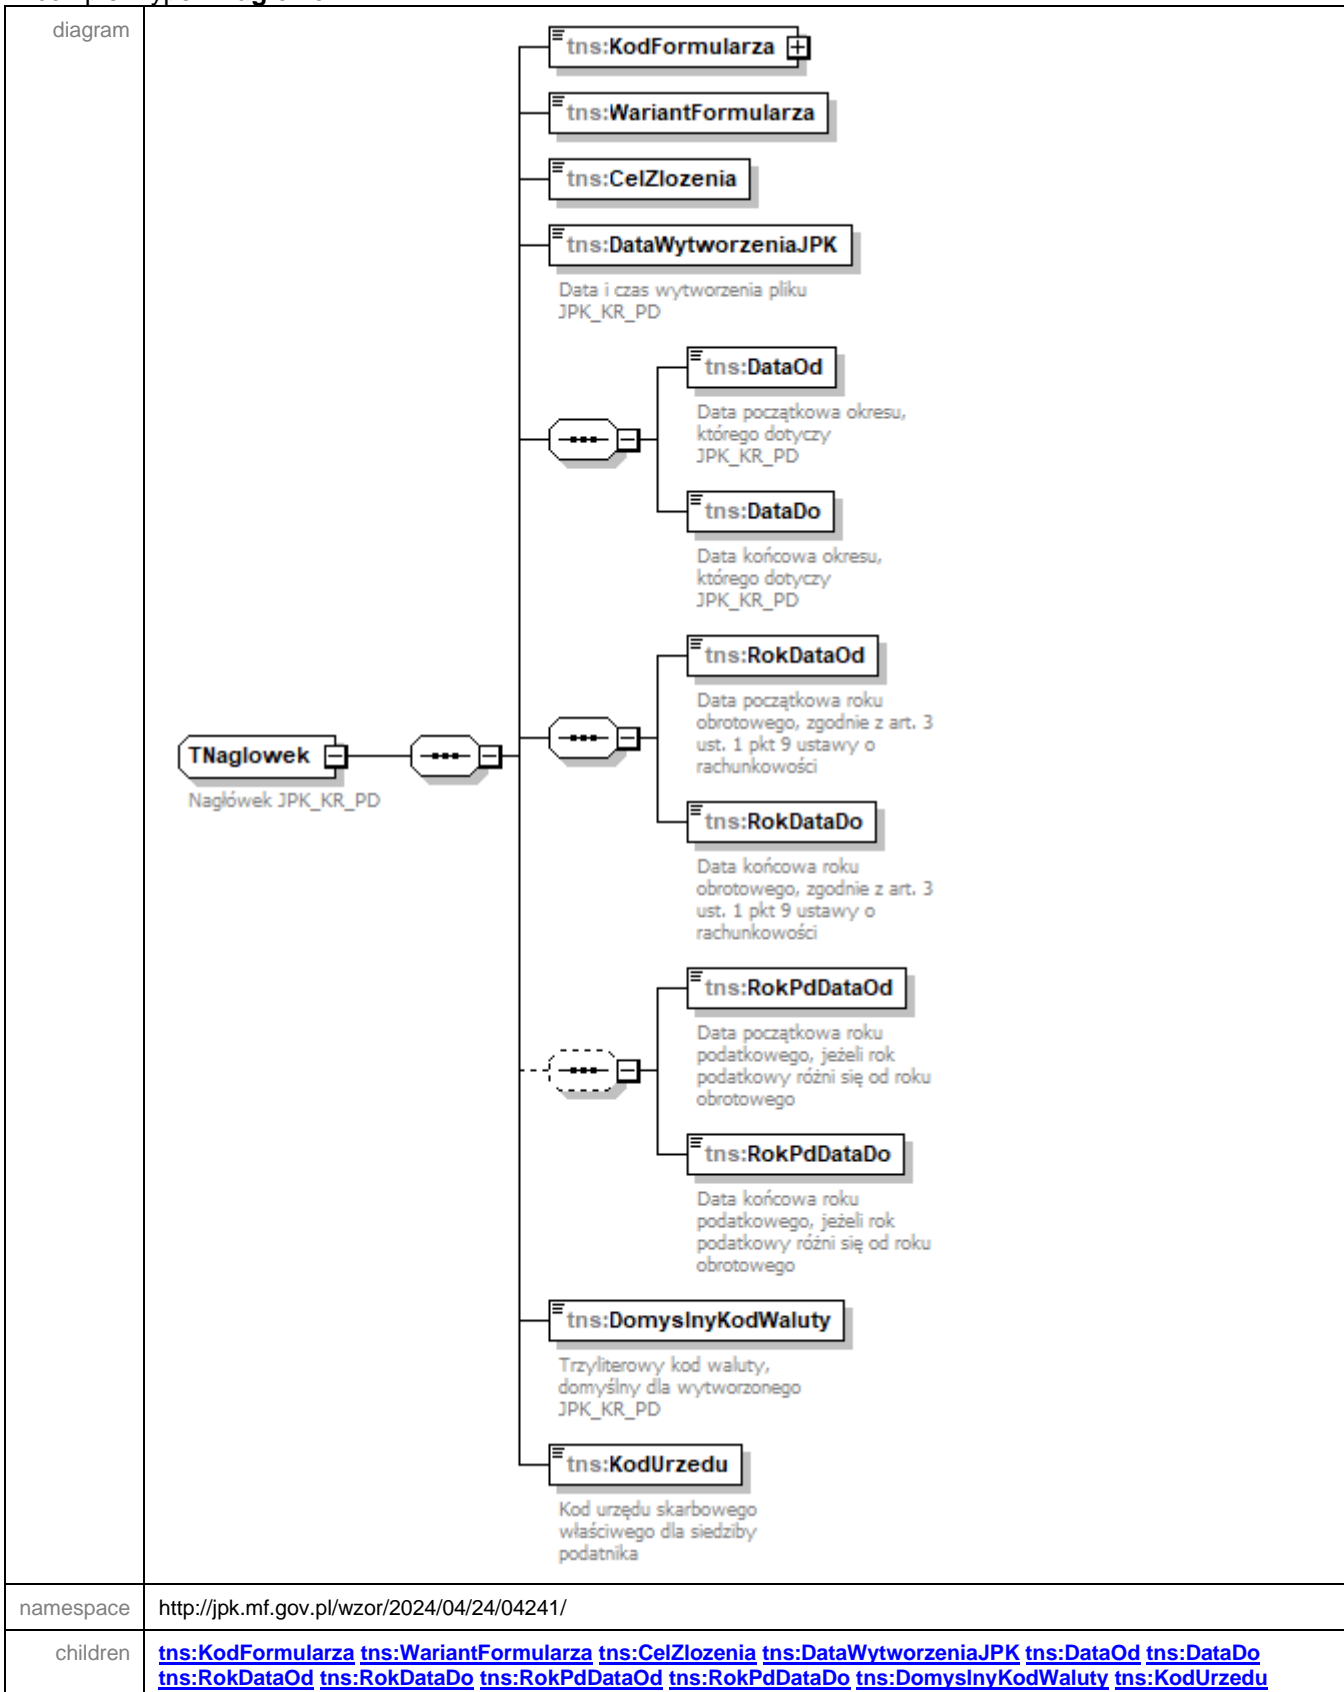 diagram
tns:KodFormularza
tns:WariantFormularza
tns:CelZlozenia
tns:DataWytworzeniaJPK
Data i czas wytworzenia pliku
JPK_KR_PD
tns:DataOd
Data początkowa okresu,
którego dotyczy
JPK_KR_PD
tns:DataDo
Data końcowa okresu,
którego dotyczy
JPK_KR_PD
tns:RokDataOd
Data początkowa roku
obrotowego, zgodnie z art. 3
ust. 1 pkt 9 ustawy o
rachunkowości
TNaglowek
Nagłówek JPK_KR_PD
tns:RokDataDo
Data końcowa roku
obrotowego, zgodnie z art. 3
ust. 1 pkt 9 ustawy o
rachunkowości
tns:RokPdDataOd
Data początkowa roku
podatkowego, jeżeli rok
podatkowy różni się od roku
obrotowego
tns:RokPdDataDo
Data końcowa roku
podatkowego, jeżeli rok
podatkowy różni się od roku
obrotowego
tns:DomyslnyKodWaluty
Trzyliterowy kod waluty,
domyślny dla wytworzonego
JPK_KR_PD
tns:KodUrzedu
Kod urzędu skarbowego
właściwego dla siedziby
podatnika
namespace http://jpk.mf.gov.pl/wzor/2024/04/24/04241/
children tns:KodFormularza tns:WariantFormularza tns:CelZlozenia tns:DataWytworzeniaJPK tns:DataOd tns:DataDo
tns:RokDataOd tns:RokDataDo tns:RokPdDataOd tns:RokPdDataDo tns:DomyslnyKodWaluty tns:KodUrzedu